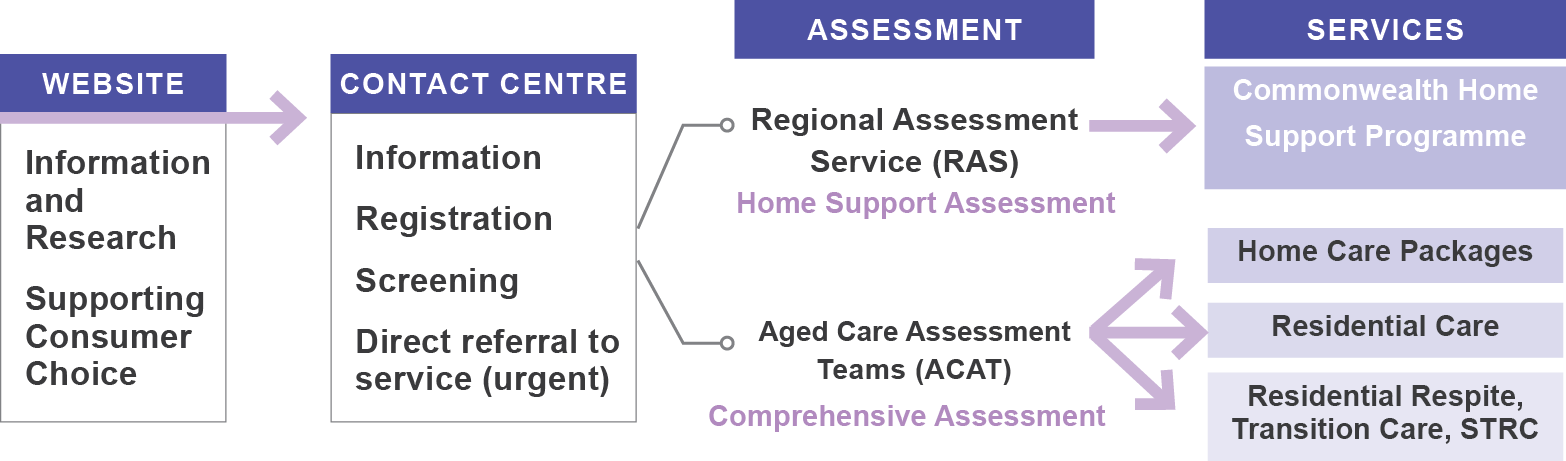 WEBSITE
Information
and
Research
Supporting
Consumer
Choice
CONTACT CENTRE
Information
Registration
Screening
Direct referral to
service (urgent)
ASSESSMENT
Regional Assessment
Service (RAS)
Home Support Assessment
Aged Care Assessment
Teams (ACAT)
Comprehensive Assessment
SERVICES
Commonwealth Home
Support Programme
Home Care Packages
Residential Care
Residential Respite,
Transition Care, STRC